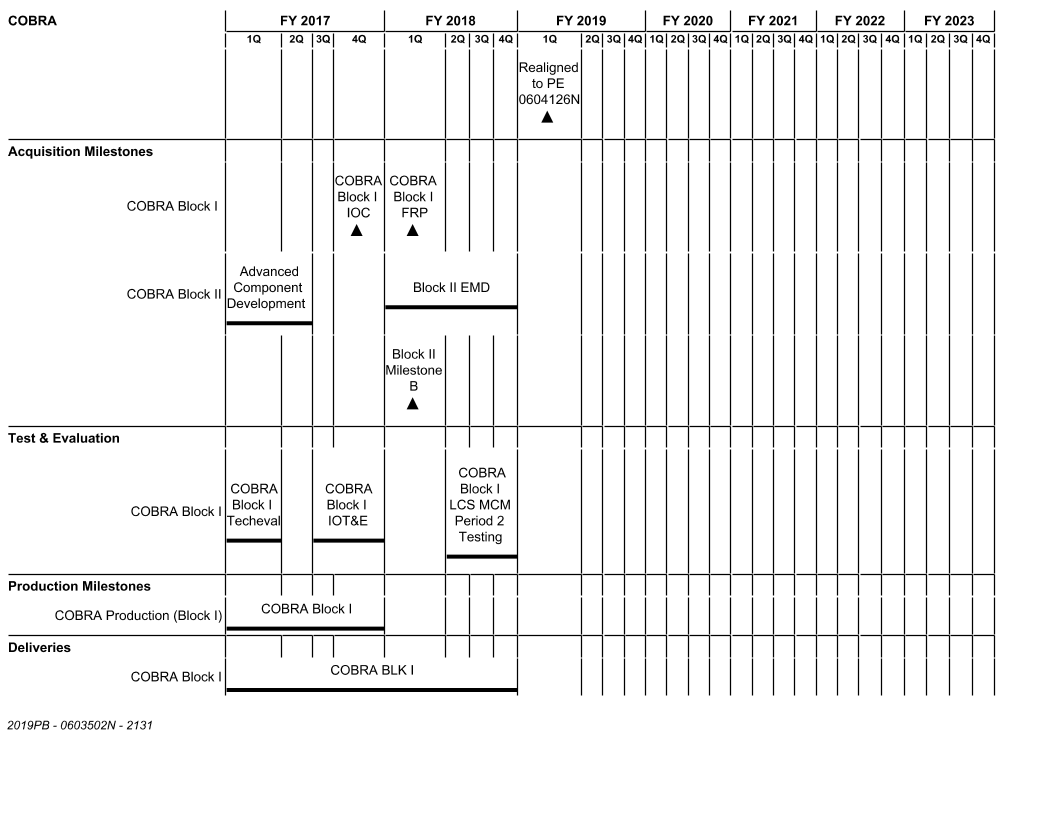 COBRA FY 2017 FY 2018 FY 2019 FY 2020 FY 2021 FY 2022 FY 2023
1Q 2Q 3Q 4Q 1Q 2Q 3Q 4Q 1Q 2Q 3Q 4Q 1Q 2Q 3Q 4Q 1Q 2Q 3Q 4Q 1Q 2Q 3Q 4Q 1Q 2Q 3Q 4Q
Realigned
to PE
0604126N
Acquisition Milestones
COBRA Block I
COBRA
Block I
IOC
COBRA
Block I
FRP
COBRA Block II
Advanced
Component
Development
Block II EMD
Block II
Milestone
B
Test & Evaluation
COBRA Block I
COBRA
Block I
Techeval
COBRA
Block I
IOT&E
COBRA
Block I
LCS MCM
Period 2
Testing
Production Milestones
COBRA Production (Block I)
COBRA Block I
Deliveries
COBRA Block I
COBRA BLK I
2019PB - 0603502N - 2131